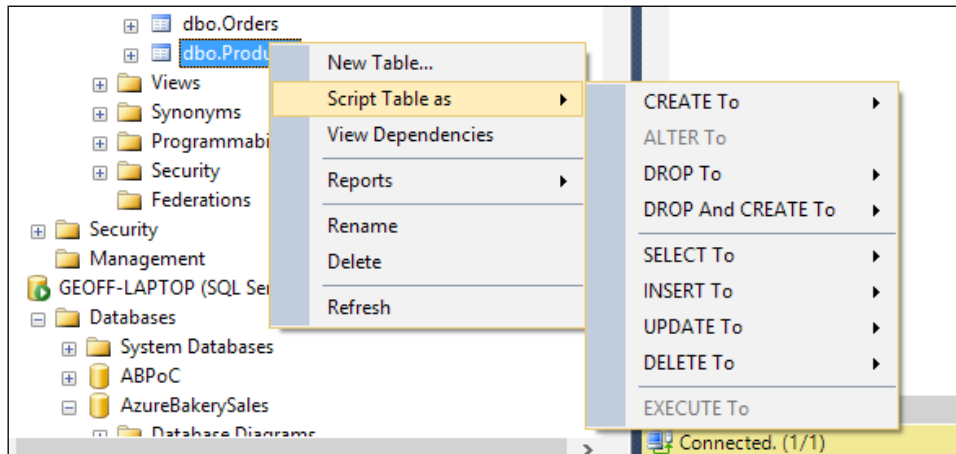 dbo.Orders
dbo.Produ
Views
Synonyms
Programmabi
Security
Federations
Security
Management
GEOFF-LAPTOP (SQL Se
Databases
System Databases
ABPoC
AzureBakerySales
Database Diagrams
New Table...
Script Table as
View Dependencies
Reports
Rename
Delete
Refresh
CREATE To
ALTER To
DROP To
DROP And CREATE To
SELECT To
INSERT To
UPDATE To
DELETE To
EXECUTE To
Connected. (1/1)